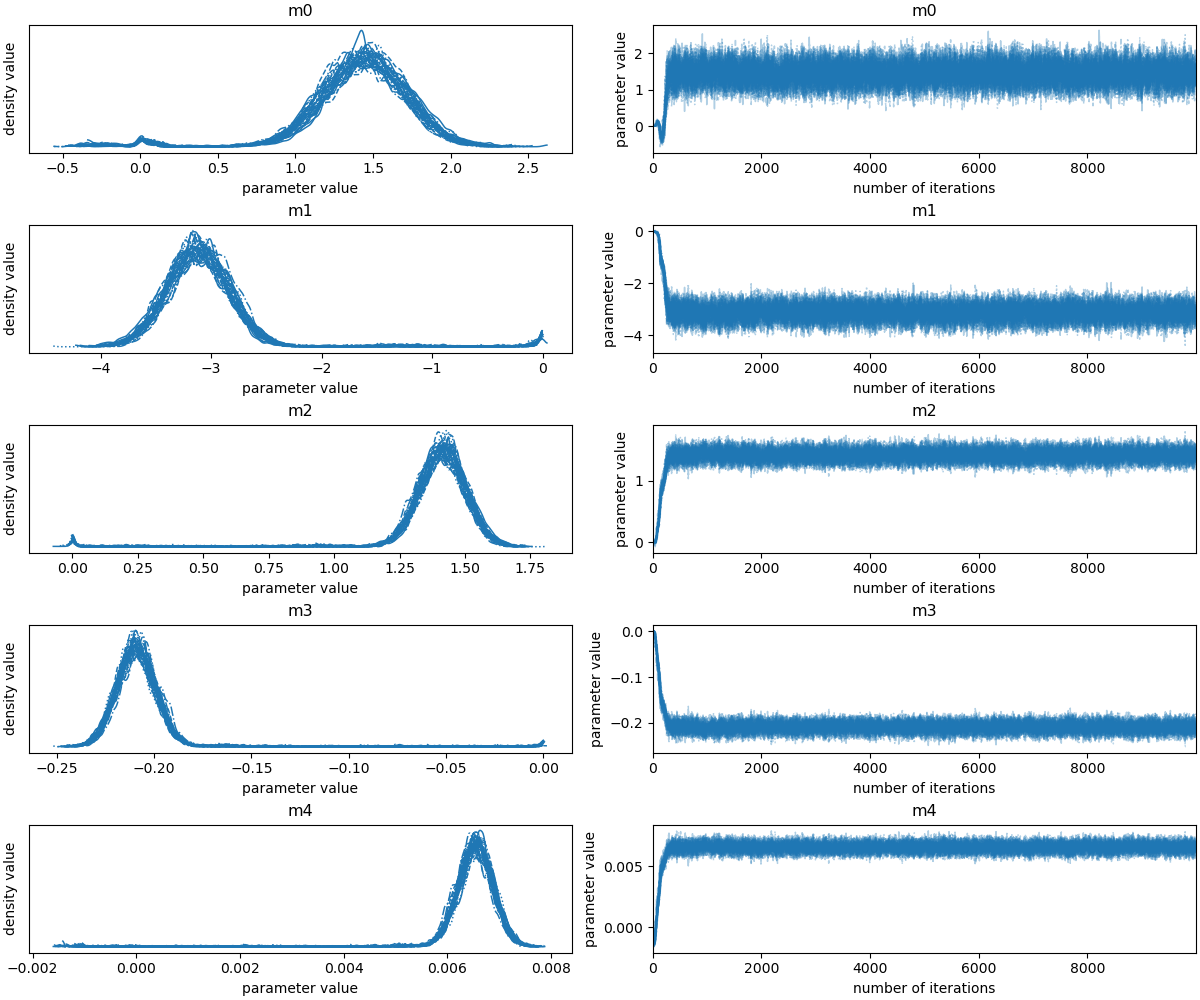 m0
density value
−0.5 0.0 0.5 1.0 1.5 2.0 2.5
parameter value
m0
parameter value
2
1
0
0 2000 4000 6000 8000
number of iterations
m1
density value
−4 −3 −2 −1 0
parameter value
m1
parameter value
0
−2
−4
0 2000 4000 6000 8000
number of iterations
m2
density value
0.00 0.25 0.50 0.75 1.00 1.25 1.50 1.75
parameter value
m2
parameter value
1
0
0 2000 4000 6000 8000
number of iterations
m3
density value
−0.25 −0.20 −0.15 −0.10 −0.05 0.00
parameter value
m3
parameter value
0.0
−0.1
−0.2
0 2000 4000 6000 8000
number of iterations
m4
density value
−0.002 0.000 0.002 0.004 0.006 0.008
parameter value
m4
parameter value
0.005
0.000
0 2000 4000 6000 8000
number of iterations